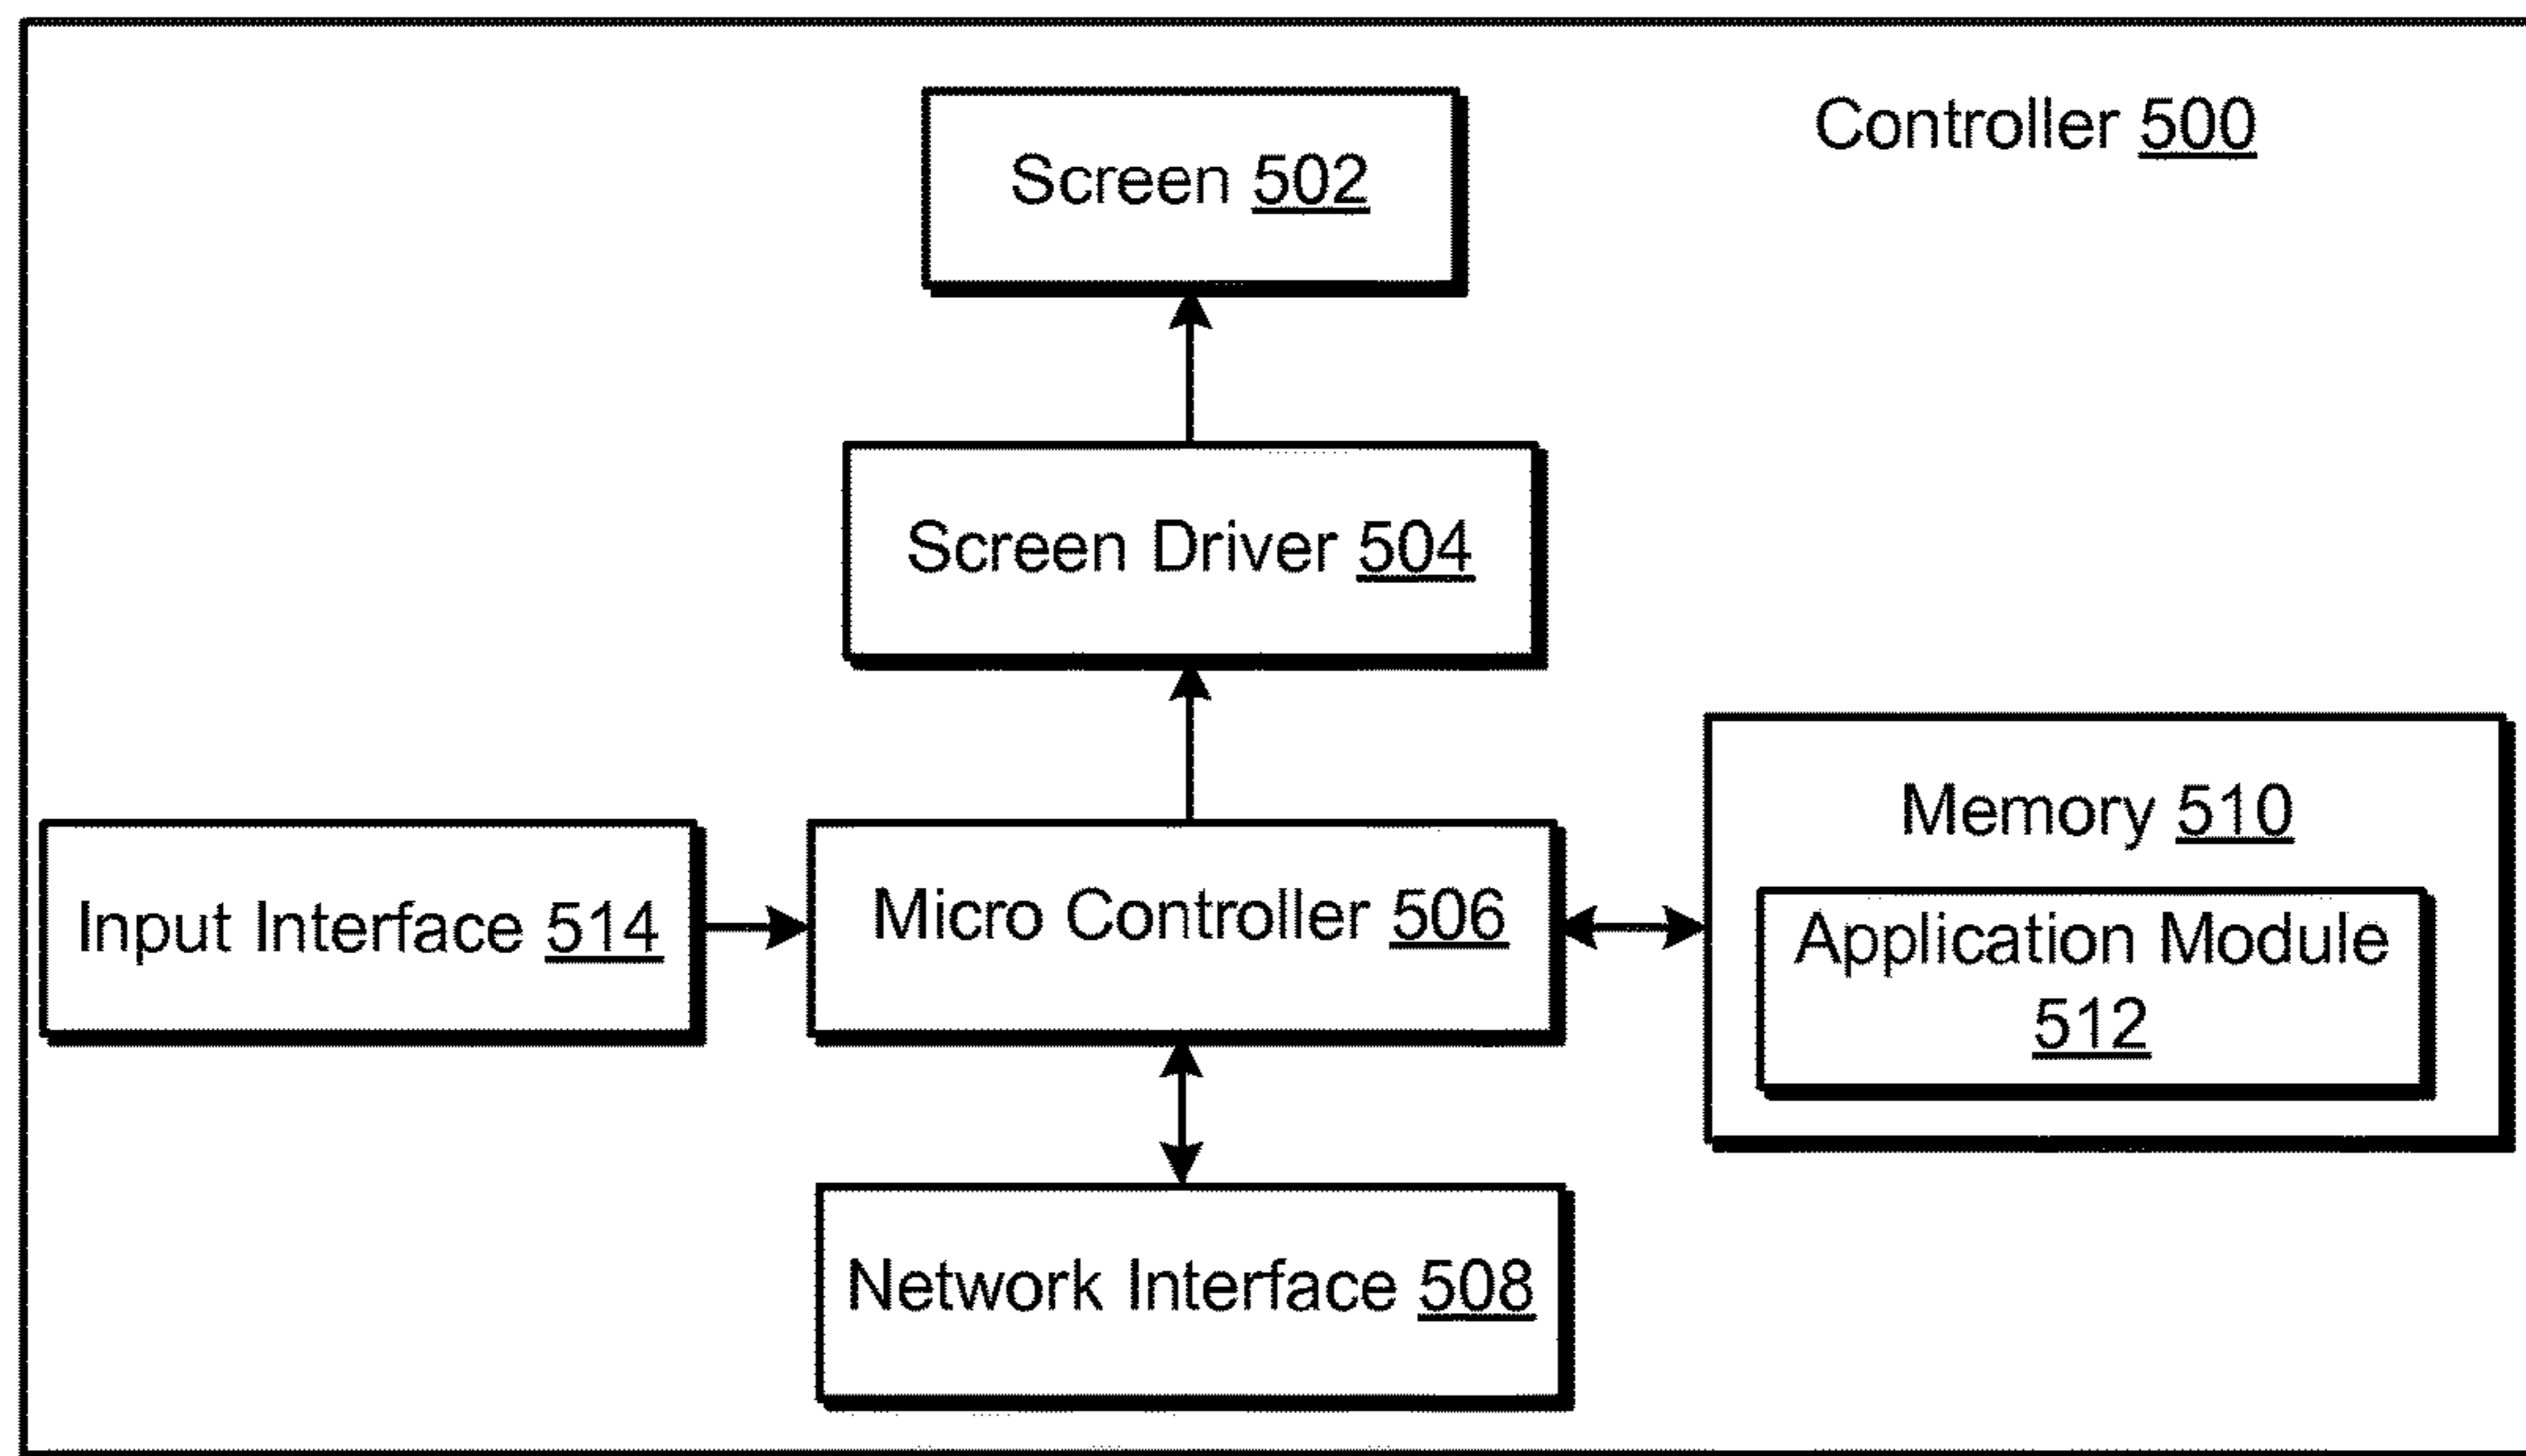 Controller 500
Screen 502
Screen Driver 504
Memory 510
Input Interface 514
Micro Controller 506
Application Module
512
Network Interface 508